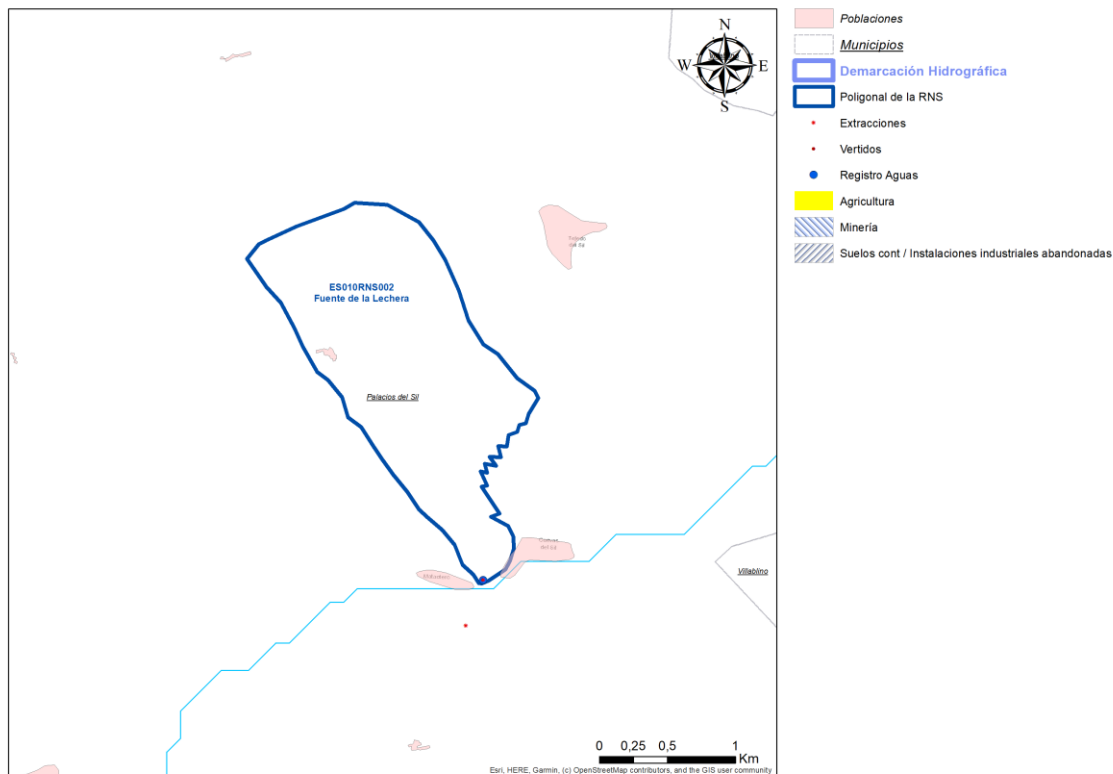 N
W
E
S
ES010RNS002
Fuente de la Lechera
Palacios del Sil
Villablino
0 0,25 0,5 1
Km
Esri, HERE, Garmin, (c) OpenStreetMap contributors, and the GIS user community
Poblaciones
Municipios
Demarcación Hidrográfica
Poligonal de la RNS
Extracciones
Vertidos
Registro Aguas
Agricultura
Minería
Suelos cont / Instalaciones industriales abandonadas